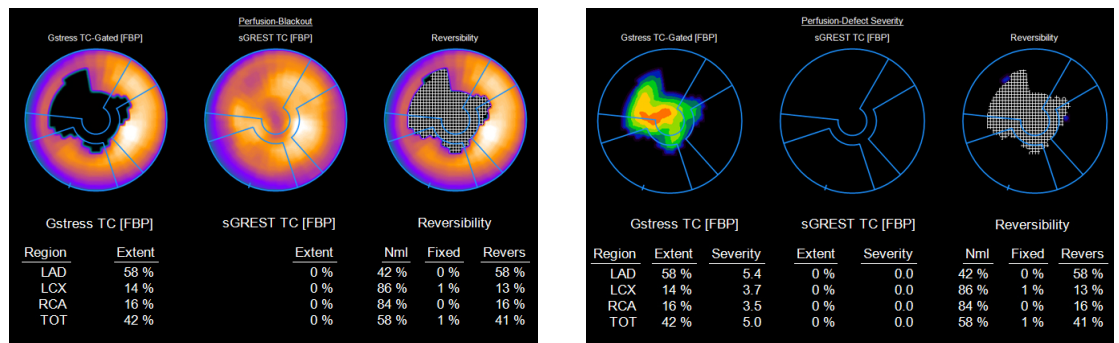 Perfusion-Blackout
Gstress TC-Gated [FBP] sGREST TC [FBP] Reversibility
Gstress TC [FBP] sGREST TC [FBP] Reversibility
Region Extent Extent Nml Fixed Revers
LAD 58 % 0 % 42 % 0 % 58 %
LCX 14 % 0 % 86 % 1 % 13 %
RCA 16 % 0 % 84 % 0 % 16 %
TOT 42 % 0 % 58 % 1 % 41 %
Perfusion-Defect Severity
Gstress TC-Gated [FBP] sGREST TC [FBP] Reversibility
Gstress TC [FBP] sGREST TC [FBP] Reversibility
Region Extent Severity Extent Severity Nml Fixed Revers
LAD 58 % 5.4 0 % 0.0 42 % 0 % 58 %
LCX 14 % 3.7 0 % 0.0 86 % 1 % 13 %
RCA 16 % 3.5 0 % 0.0 84 % 0 % 16 %
TOT 42 % 5.0 0 % 0.0 58 % 1 % 41 %